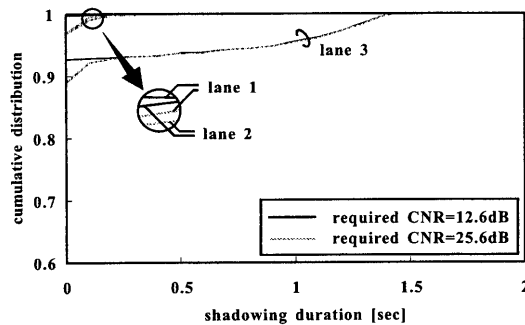 1
0.9
0.8
0.7
0.6
cumulative distribution
lane 1
lane 2
lane 3
required CNR=12.6dB
required CNR=25.6dB
0
0.5
1
1.5
2
shadowing duration [sec]